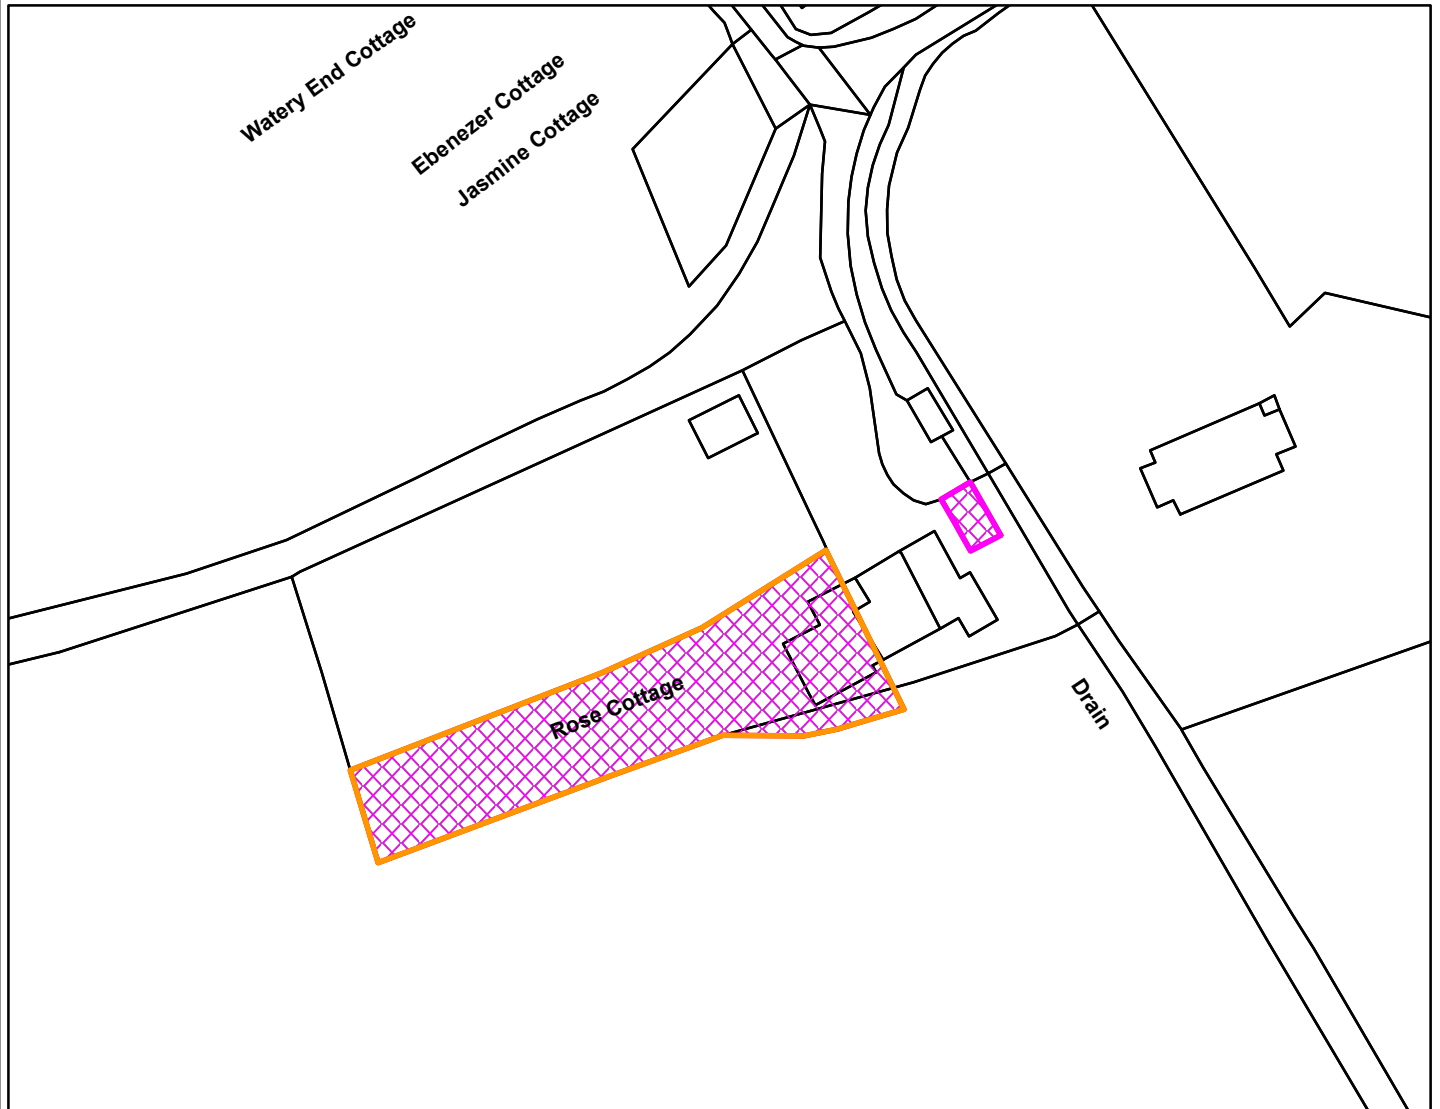 Watery End Cottage
Ebenezer Cottage
Jasmine Cottage
Rose Cottage
Drain